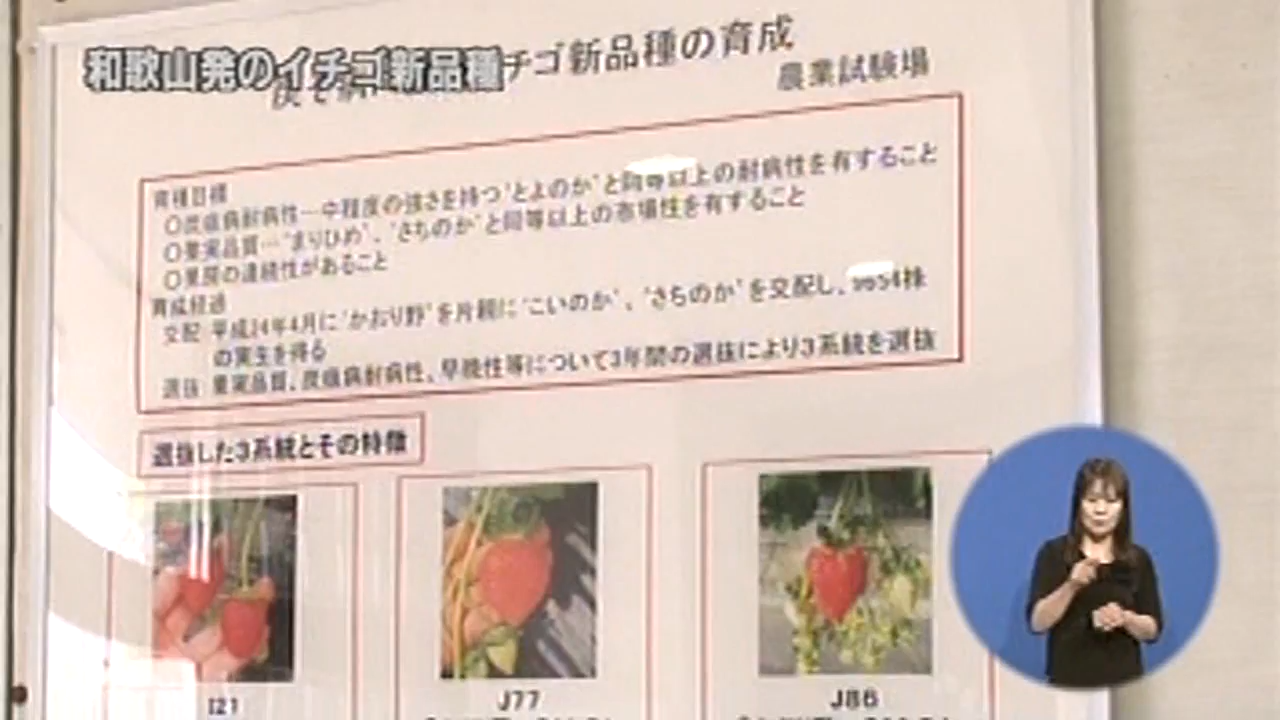 和歌山発のイチゴ新品種
チゴ新品種の育成
農業試験場
育種目標
〇炭疽病耐病性…中程度の強さを持つ'とよのか'と同等以上の耐病性を有すること
〇果実品質…'まりひめ'、'さちのか'と同等以上の市場性を有すること
〇果房の連続性があること
育成経過
交配 平成24年4月に'かおり野'を片親に'こいのか'、'さちのか'を交配し、9654株
の実生を得る
選抜 果実品質、炭疽病耐病性、早晩性等について3年間の選抜により3系統を選抜
選抜した3系統とその特徴
I21
J77
J86